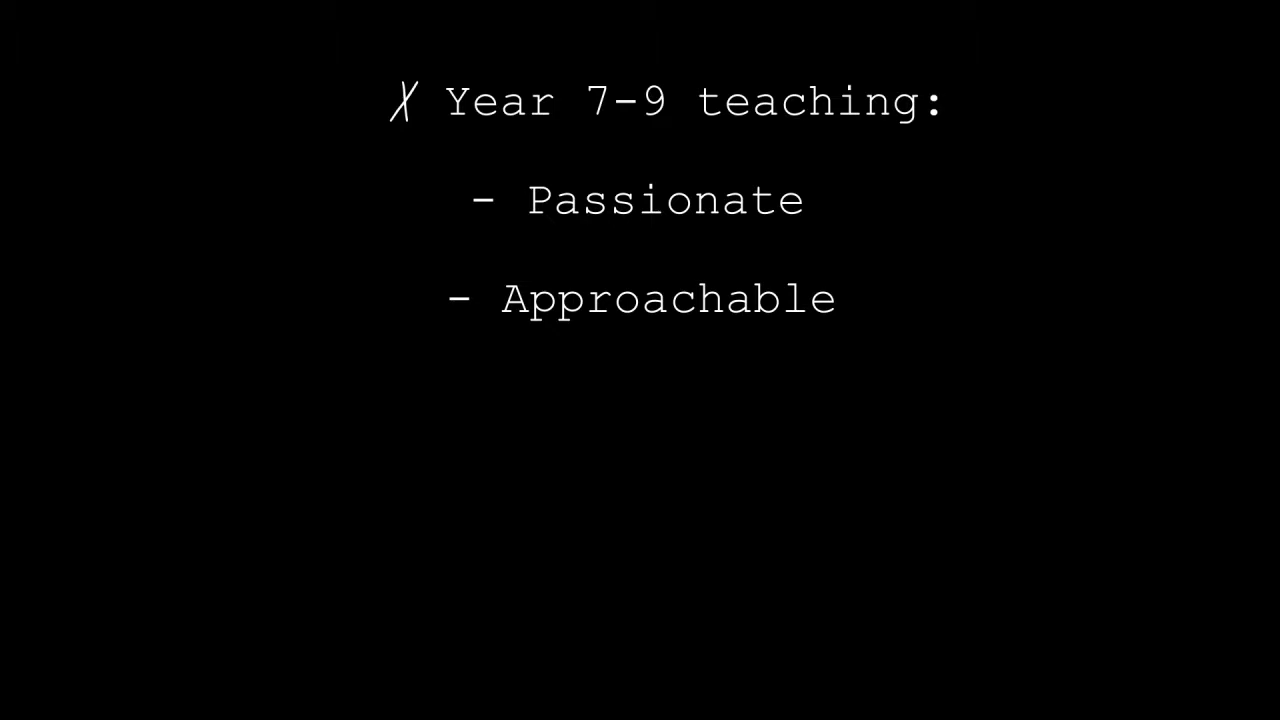 ✗ Year 7-9 teaching:
- Passionate
- Approachable